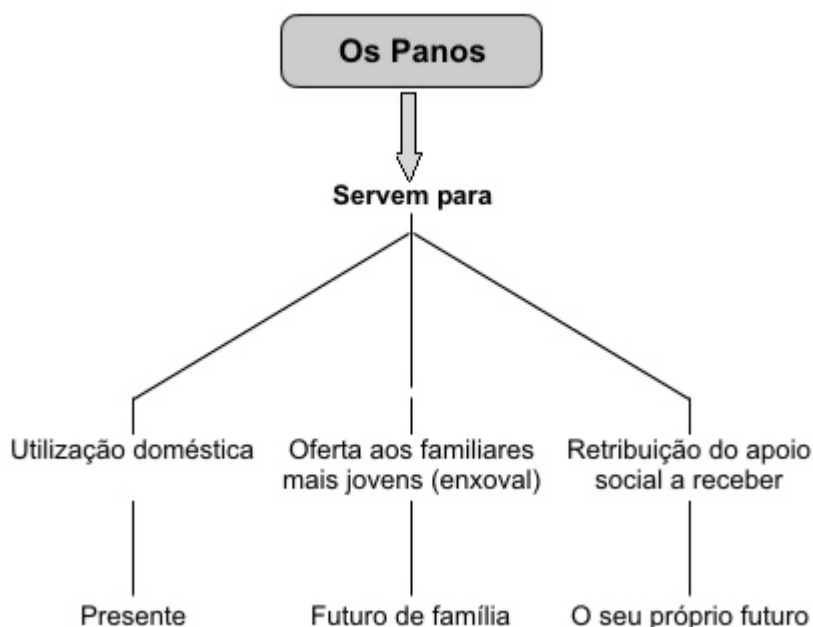 Os Panos
Servem para
Utilização doméstica
Oferta aos familiares
mais jovens (enxoval)
Retribuição do apoio
social a receber
Presente
Futuro de família
O seu próprio futuro